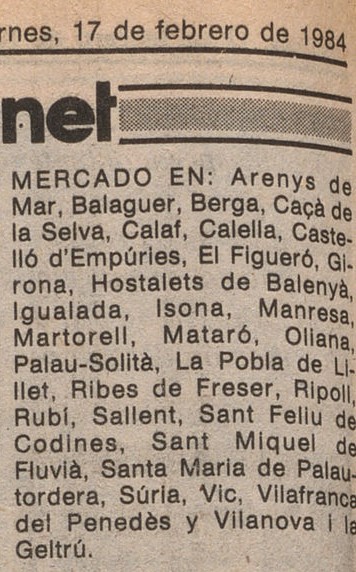 rnes, 17 de febrero de 1984
net
MERCADO EN: Arenys de
Mar, Balaguer, Berga, Caçà de
la Selva, Calaf, Calella, Caste-
lló d'Empúries, El Figueró, Gi-
rona, Hostalets de Balenyà,
Igualada, Isona, Manresa,
Martorell, Mataró, Oliana,
Palau-Solità, La Pobla de Li-
llet, Ribes de Freser, Ripoll,
Rubí, Sallent, Sant Feliu de
Codines, Sant Miquel de
Fluvià, Santa Maria de Palau-
tordera, Súria, Vic, Vilafranca
del Penedès y Vilanova i la
Geltrú.